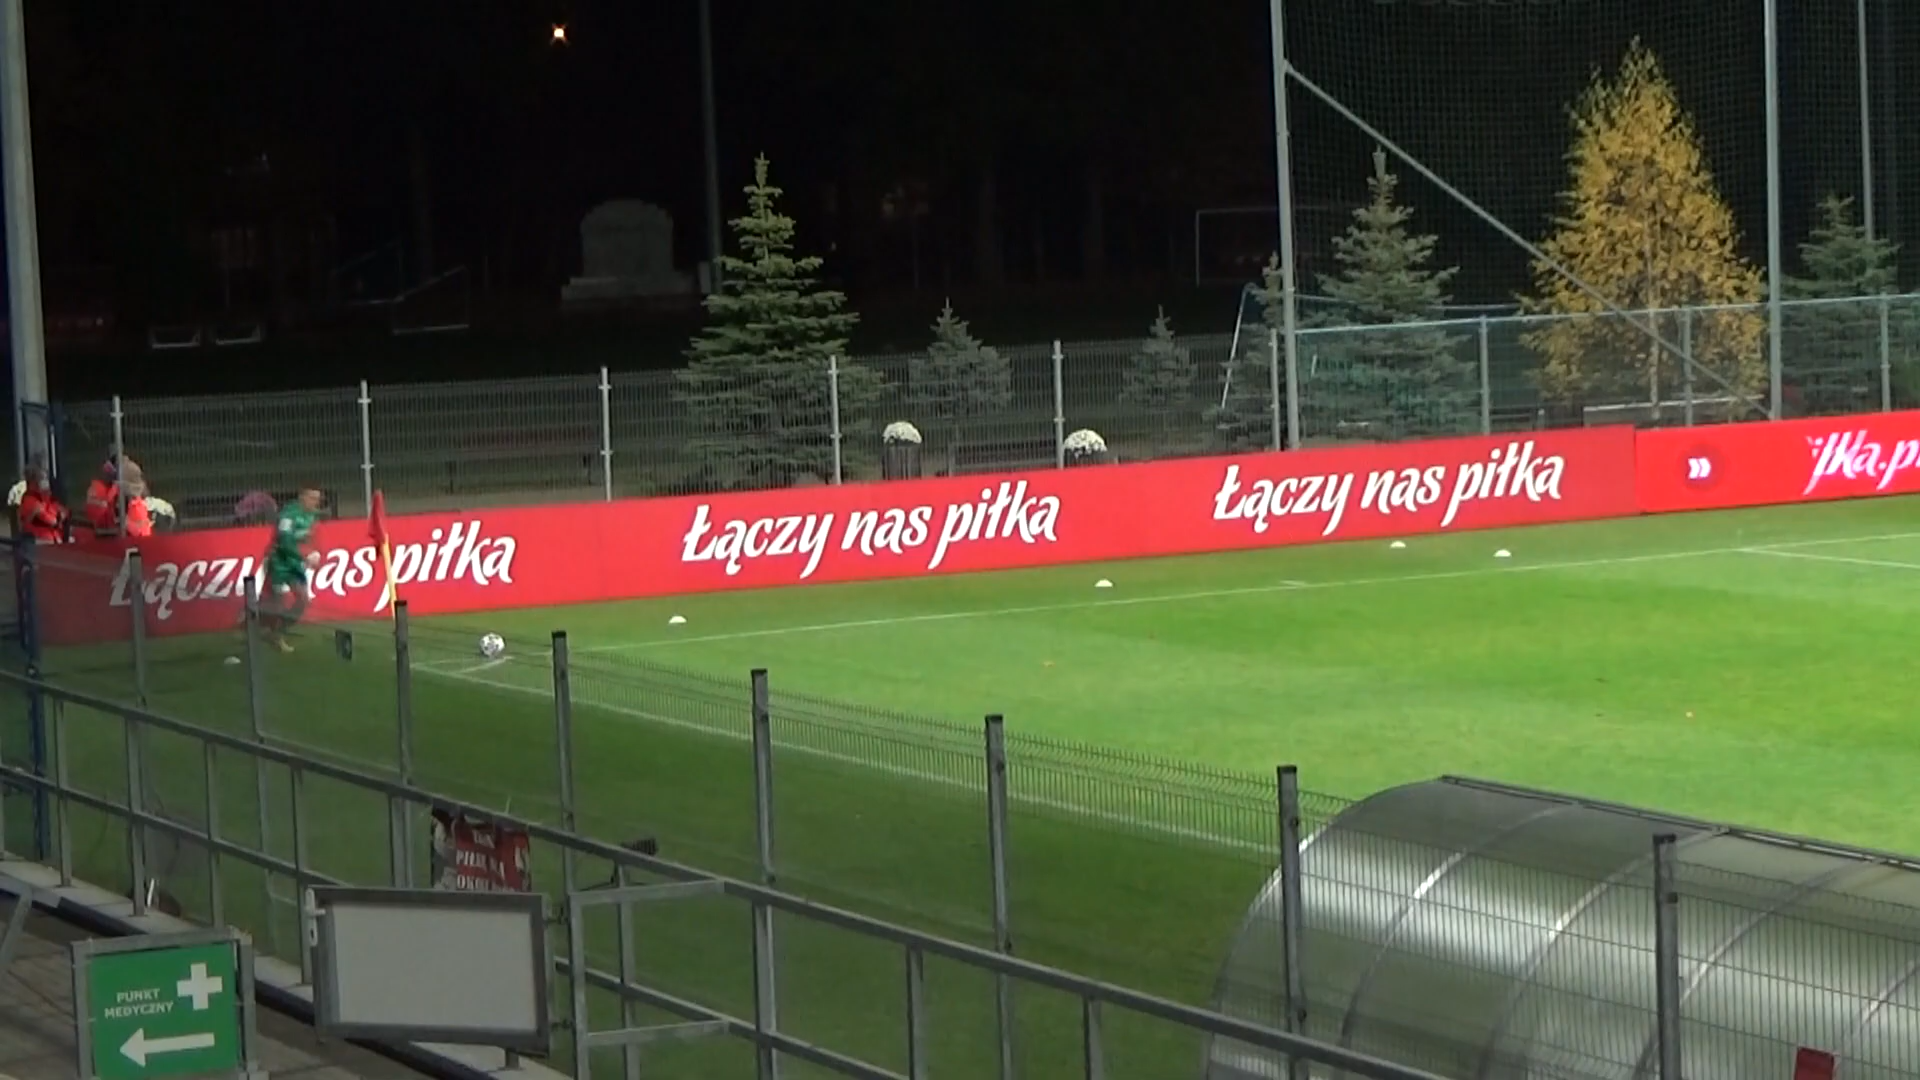 Łączy nas piłka
Łączy nas piłka
Łączy nas piłka
PUNKT
MEDYCZNY